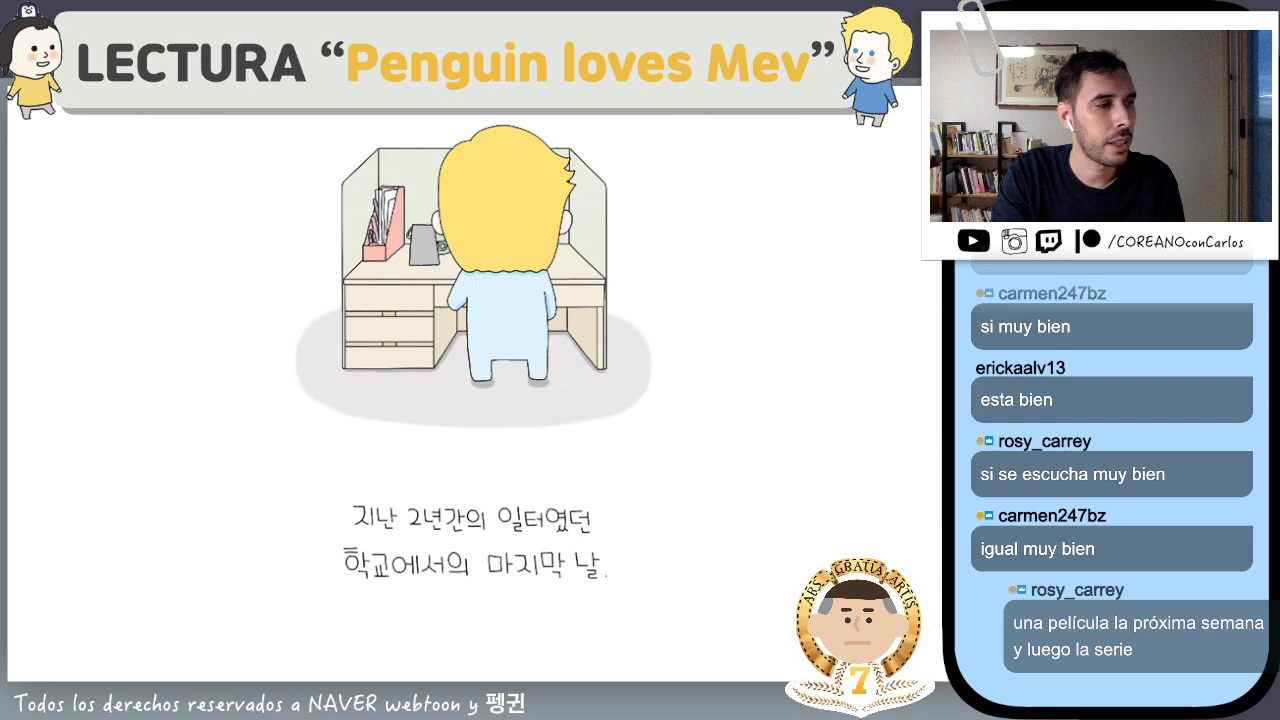 LECTURA “Penguin loves Mev”
지난 2년간의 일터였던
학교에서의 마지막 날.
Todos los derechos reservados a NAVER webtoon y 펭귄
ARS GRATIA ARTIS
7
/COREANOconCarlos
carmen247bz
si muy bien
erickaalv13
esta bien
rosy_carrey
si se escucha muy bien
carmen247bz
igual muy bien
rosy_carrey
una película la próxima semana
y luego la serie